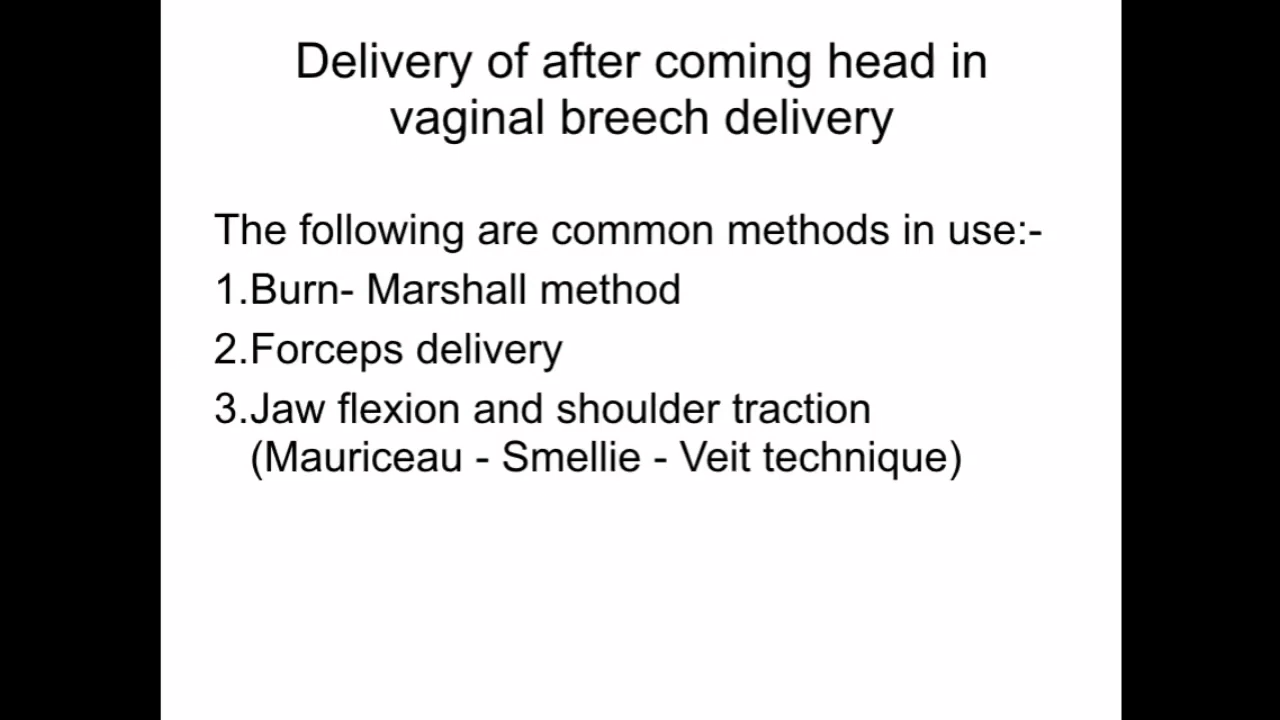 Delivery of after coming head in
vaginal breech delivery
The following are common methods in use:-
1.Burn- Marshall method
2.Forceps delivery
3.Jaw flexion and shoulder traction
(Mauriceau - Smellie - Veit technique)